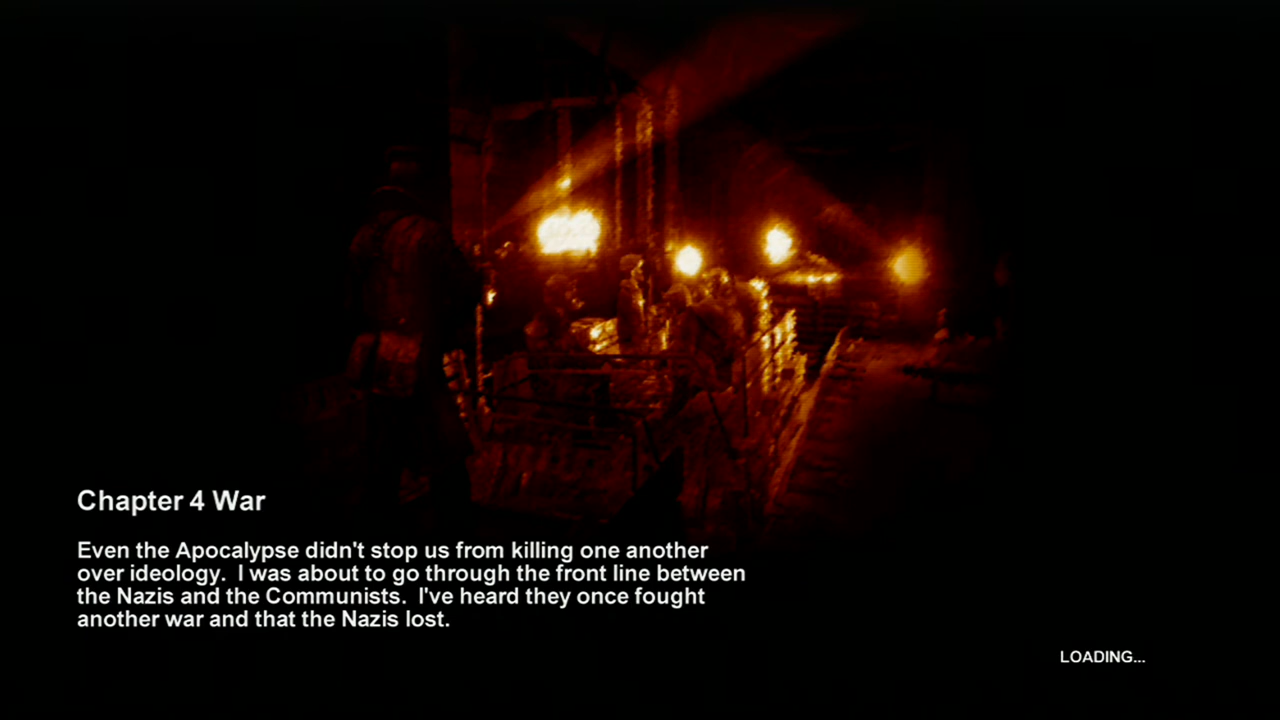 Chapter 4 War
Even the Apocalypse didn't stop us from killing one another
over ideology.  I was about to go through the front line between
the Nazis and the Communists.  I've heard they once fought
another war and that the Nazis lost.
LOADING...